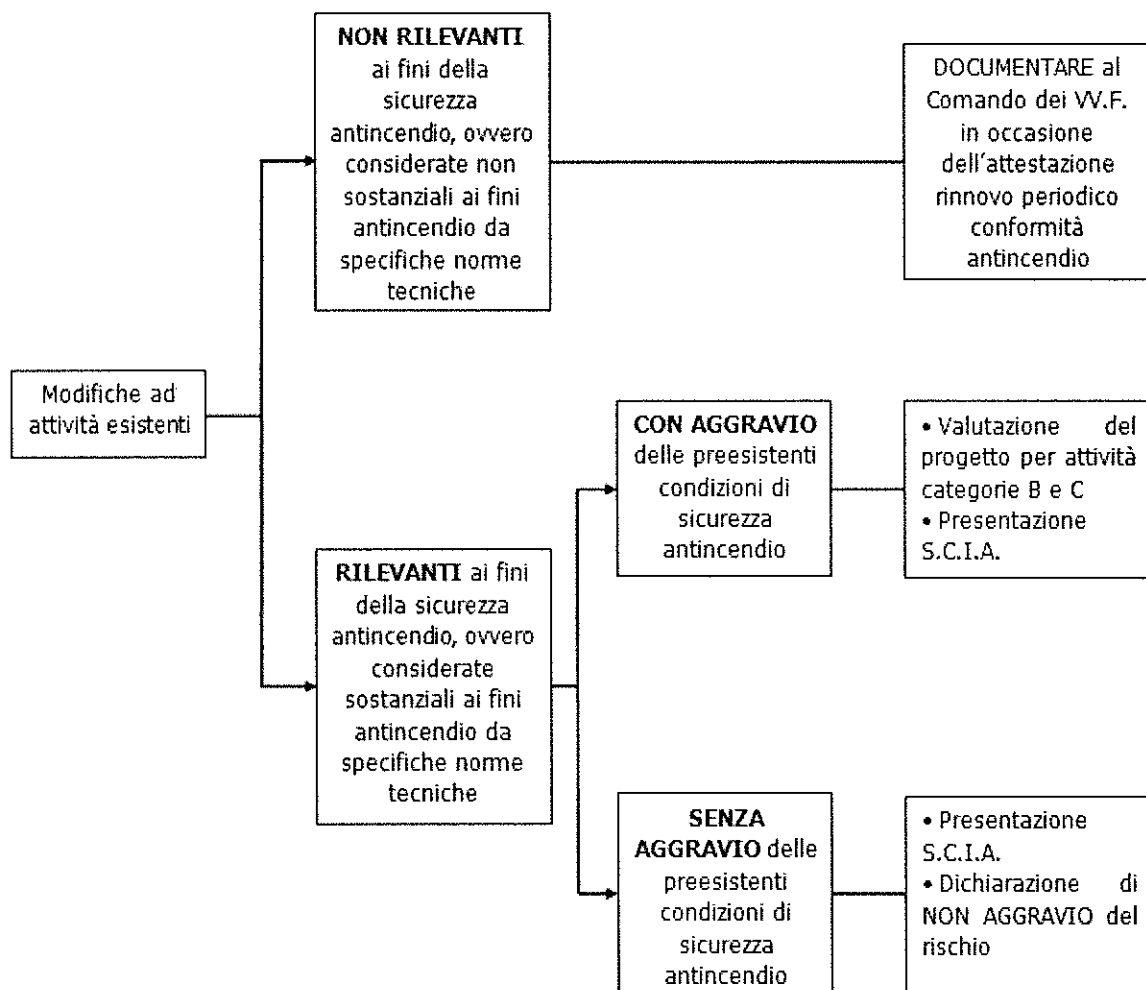 NON RILEVANTI
ai fini della
sicurezza
antincendio, ovvero
considerate non
sostanziali ai fini
antincendio da
specifiche norme
tecniche
DOCUMENTARE al
Comando dei VV.F.
in occasione
dell'attestazione
rinnovo periodico
conformità
antincendio
Modifiche ad
attività esistenti
RILEVANTI ai fini
della sicurezza
antincendio, ovvero
considerate
sostanziali ai fini
antincendio da
specifiche norme
tecniche
CON AGGRAVIO
delle preesistenti
condizioni di
sicurezza
antincendio
• Valutazione del
progetto per attività
categorie B e C
• Presentazione
S.C.I.A.
SENZA
AGGRAVIO delle
preesistenti
condizioni di
sicurezza
antincendio
• Presentazione
S.C.I.A.
• Dichiarazione di
NON AGGRAVIO del
rischio